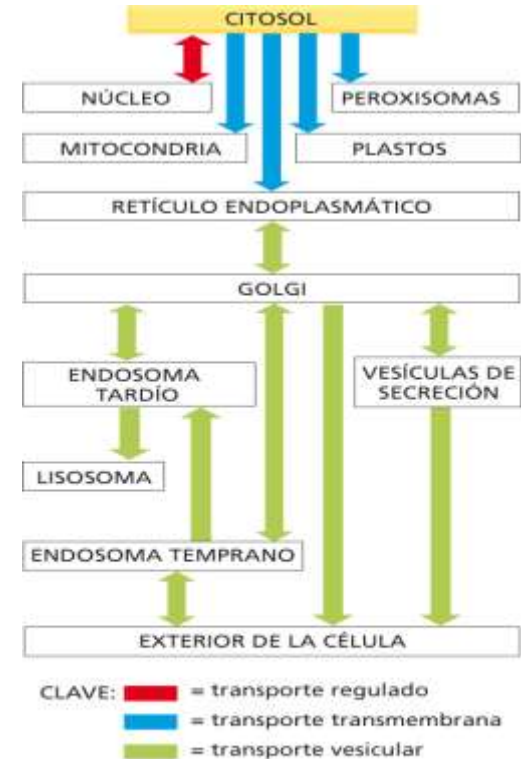 CITOSOL
NÚCLEO
PEROXISOMAS
MITOCONDRIA
PLASTOS
RETÍCULO ENDOPLASMÁTICO
GOLGI
ENDOSOMA
TARDÍO
VESÍCULAS DE
SECRECIÓN
LISOSOMA
ENDOSOMA TEMPRANO
EXTERIOR DE LA CÉLULA
CLAVE: = transporte regulado
= transporte transmembrana
= transporte vesicular